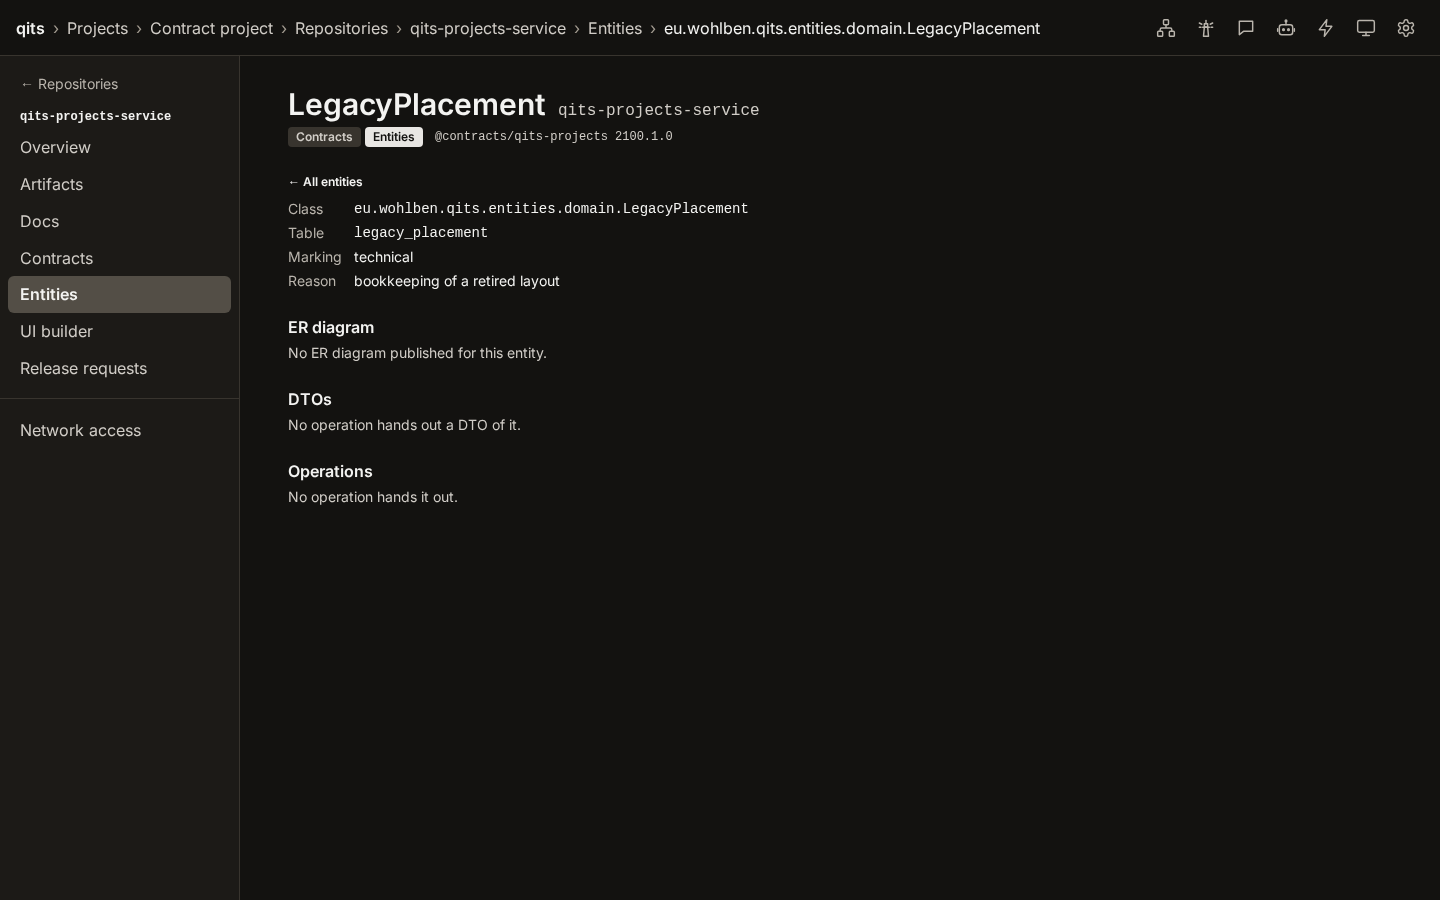 qits › Projects › Contract project › Repositories › qits-projects-service › Entities › eu.wohlben.qits.entities.domain.LegacyPlacement
← Repositories
qits-projects-service
Overview
Artifacts
Docs
Contracts
Entities
UI builder
Release requests
Network access
LegacyPlacement qits-projects-service
Contracts Entities @contracts/qits-projects 2100.1.0
← All entities
Class eu.wohlben.qits.entities.domain.LegacyPlacement
Table legacy_placement
Marking technical
Reason bookkeeping of a retired layout
ER diagram
No ER diagram published for this entity.
DTOs
No operation hands out a DTO of it.
Operations
No operation hands it out.